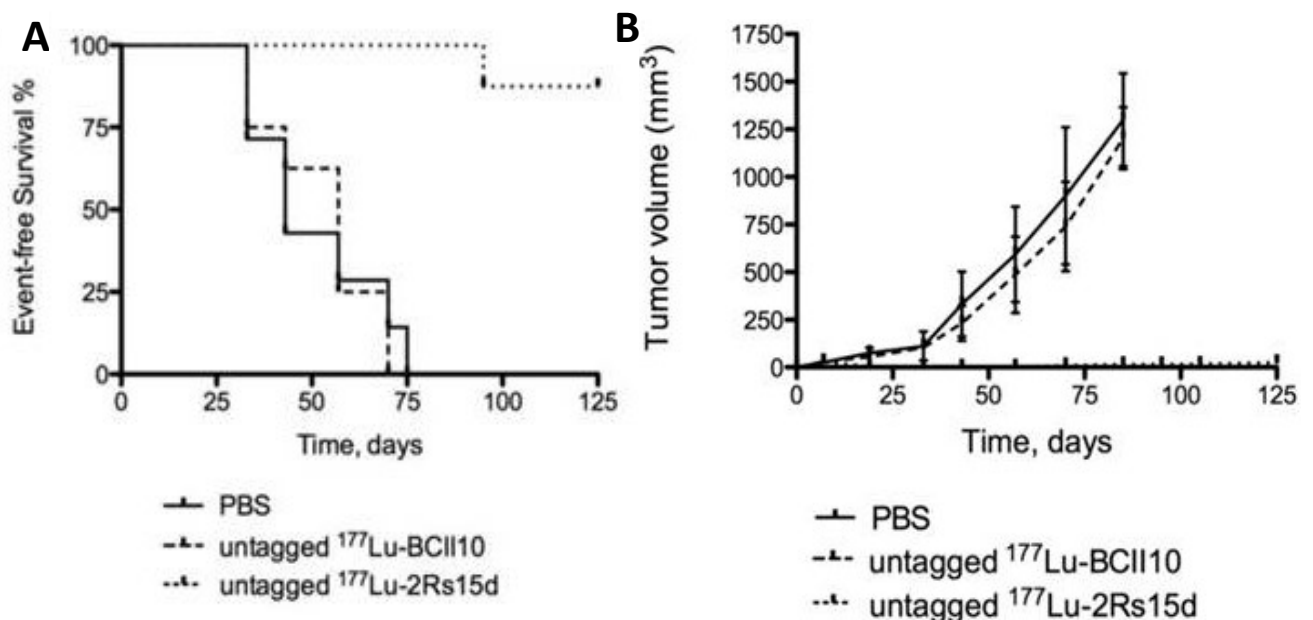 A
Event-free Survival %
100
75
50
25
0
0 25 50 75 100 125
Time, days
PBS
untagged ¹⁷⁷Lu-BCII10
untagged ¹⁷⁷Lu-2Rs15d
B
Tumor volume (mm³)
1750
1500
1250
1000
750
500
250
0
0 25 50 75 100 125
Time, days
PBS
untagged ¹⁷⁷Lu-BCII10
untagged ¹⁷⁷Lu-2Rs15d